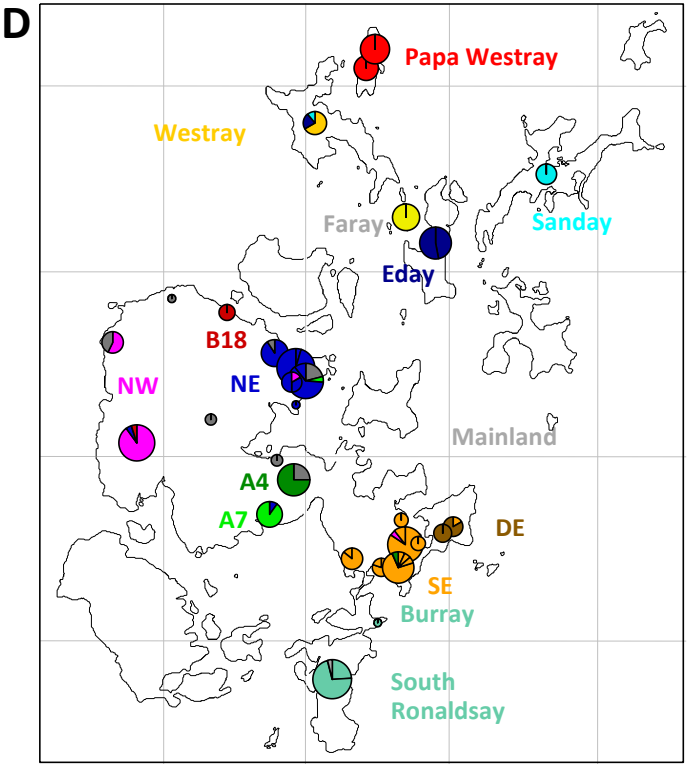 D
Papa Westray
Westray
Sanday
Faray
Eday
B18
NW
NE
Mainland
A4
A7
DE
SE
Burray
South
Ronaldsay